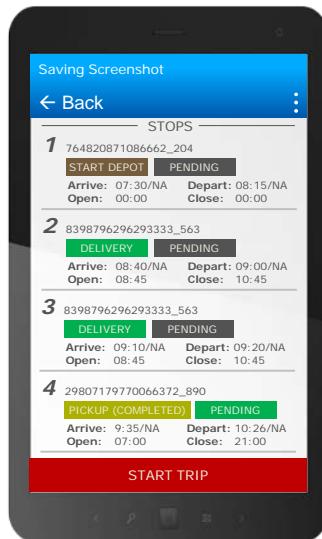 Saving Screenshot
← Back
STOPS
1 764820871086662_204
START DEPOT PENDING
Arrive: 07:30/NA Depart: 08:15/NA
Open: 00:00 Close: 00:00
2 8398796296293333_563
DELIVERY PENDING
Arrive: 08:40/NA Depart: 09:00/NA
Open: 08:45 Close: 10:45
3 8398796296293333_563
DELIVERY PENDING
Arrive: 09:10/NA Depart: 09:20/NA
Open: 08:45 Close: 10:45
4 29807179770066372_890
PICKUP (COMPLETED) PENDING
Arrive: 9:35/NA Depart: 10:26/NA
Open: 07:00 Close: 21:00
START TRIP